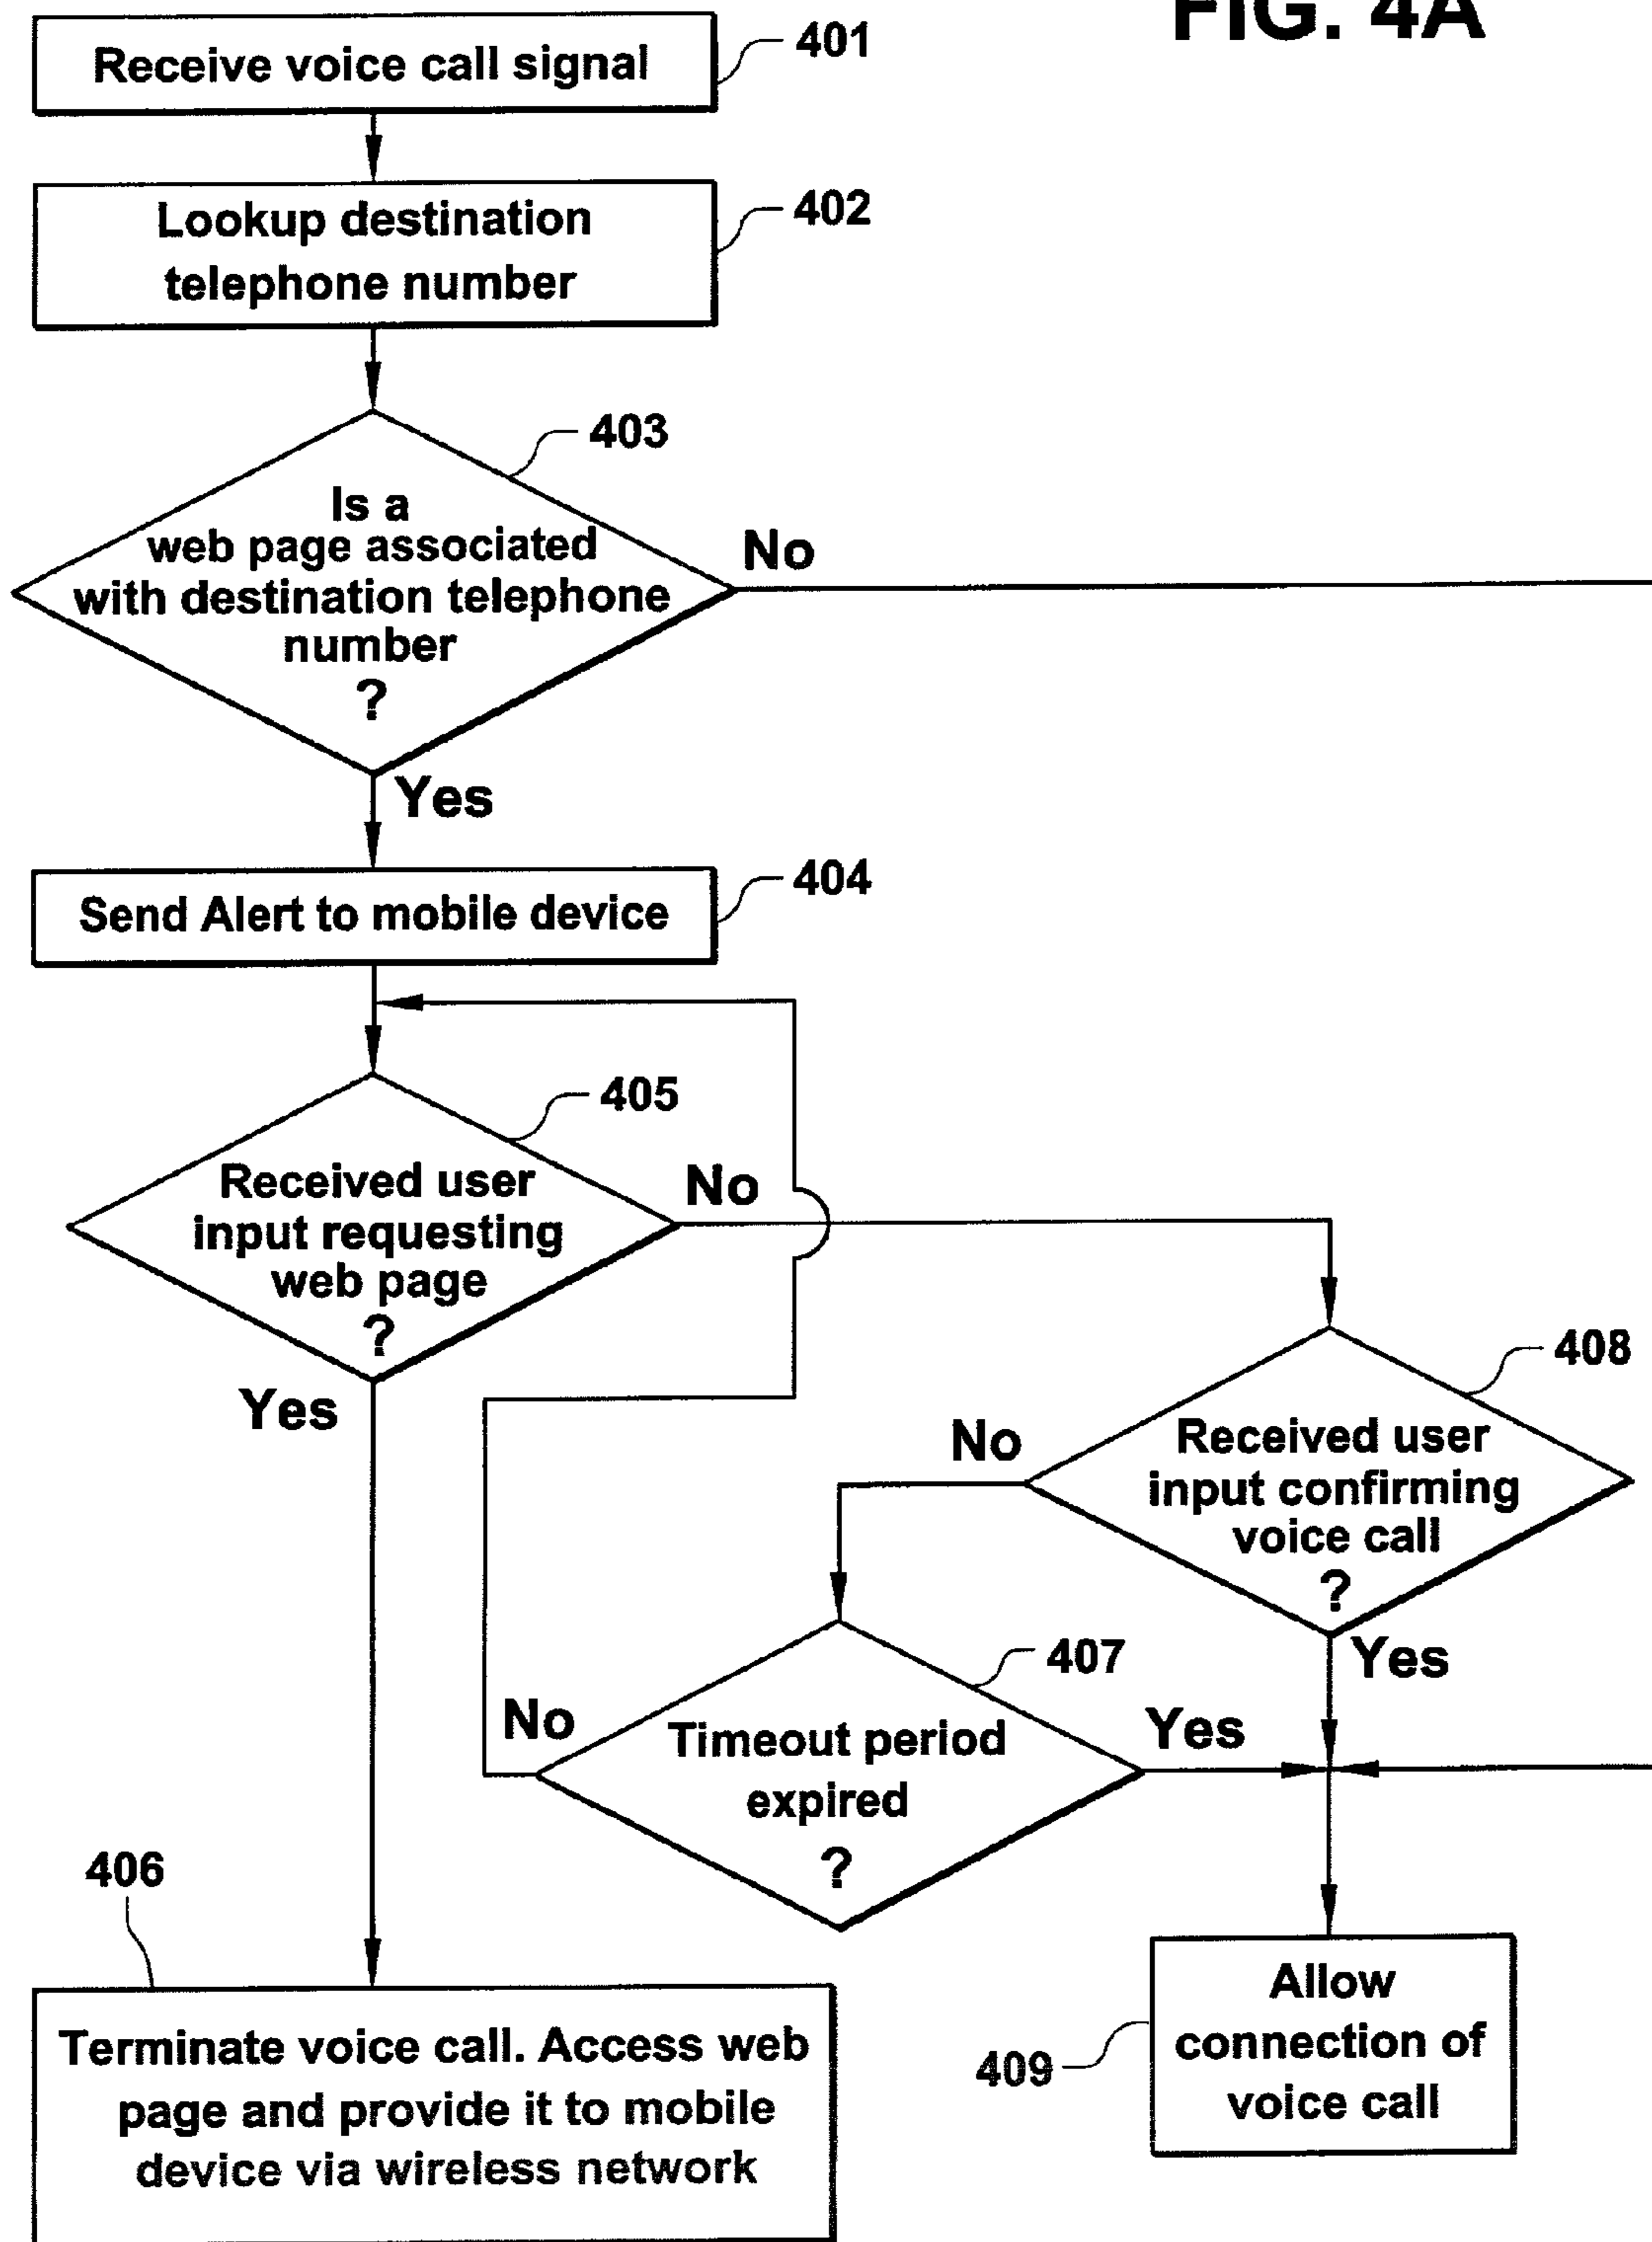 FIG. 4A
Receive voice call signal
401
Lookup destination
telephone number
402
403
Is a
web page associated
with destination telephone
number
?
No
Yes
Send Alert to mobile device
404
405
Received user
input requesting
web page
?
No
Yes
408
Received user
input confirming
voice call
?
No
Yes
407
Timeout period
expired
?
No
Yes
406
Terminate voice call. Access web
page and provide it to mobile
device via wireless network
Allow
connection of
voice call
409